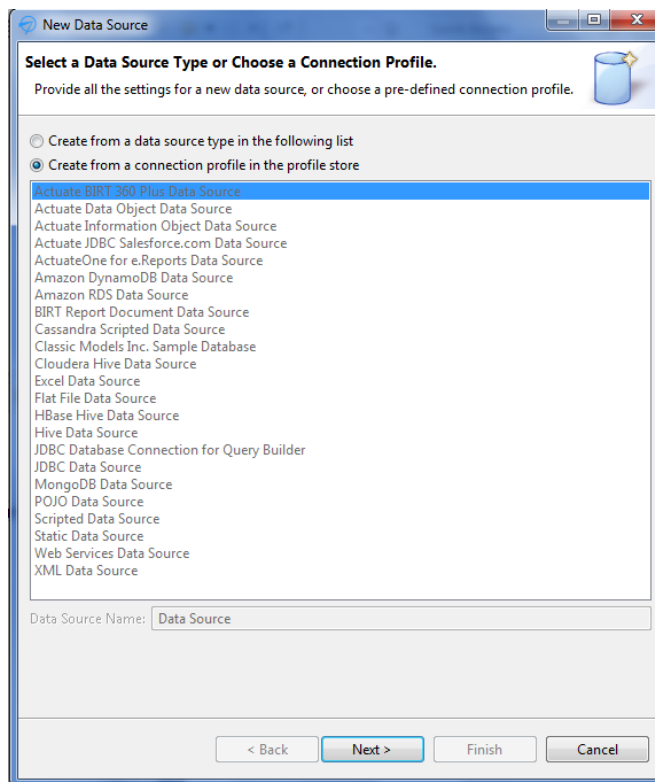 New Data Source
Select a Data Source Type or Choose a Connection Profile.
Provide all the settings for a new data source, or choose a pre-defined connection profile.
Create from a data source type in the following list
Create from a connection profile in the profile store
Actuate BIRT 360 Plus Data Source
Actuate Data Object Data Source
Actuate Information Object Data Source
Actuate JDBC Salesforce.com Data Source
ActuateOne for e.Reports Data Source
Amazon DynamoDB Data Source
Amazon RDS Data Source
BIRT Report Document Data Source
Cassandra Scripted Data Source
Classic Models Inc. Sample Database
Cloudera Hive Data Source
Excel Data Source
Flat File Data Source
HBase Hive Data Source
Hive Data Source
JDBC Database Connection for Query Builder
JDBC Data Source
MongoDB Data Source
POJO Data Source
Scripted Data Source
Static Data Source
Web Services Data Source
XML Data Source
Data Source Name: Data Source
< Back Next > Finish Cancel